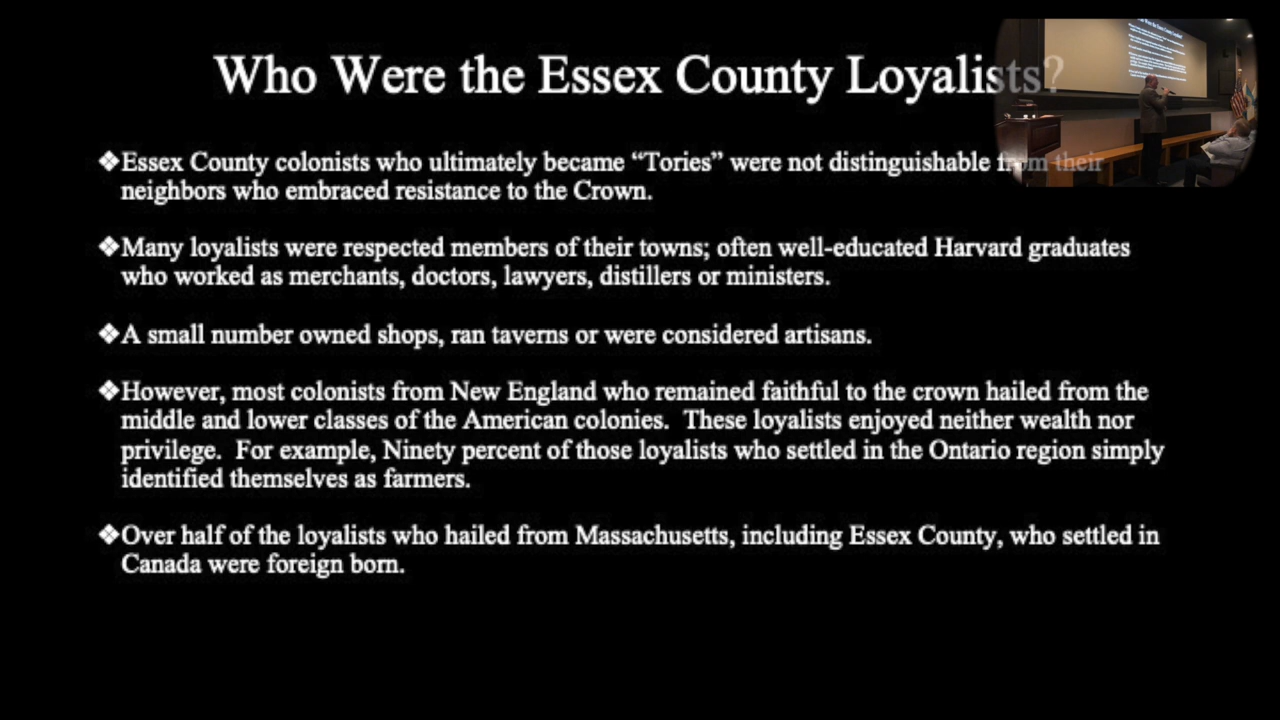 Who Were the Essex County Loyalists?
❖Essex County colonists who ultimately became “Tories” were not distinguishable from their
neighbors who embraced resistance to the Crown.
❖Many loyalists were respected members of their towns; often well-educated Harvard graduates
who worked as merchants, doctors, lawyers, distillers or ministers.
❖A small number owned shops, ran taverns or were considered artisans.
❖However, most colonists from New England who remained faithful to the crown hailed from the
middle and lower classes of the American colonies. These loyalists enjoyed neither wealth nor
privilege. For example, Ninety percent of those loyalists who settled in the Ontario region simply
identified themselves as farmers.
❖Over half of the loyalists who hailed from Massachusetts, including Essex County, who settled in
Canada were foreign born.